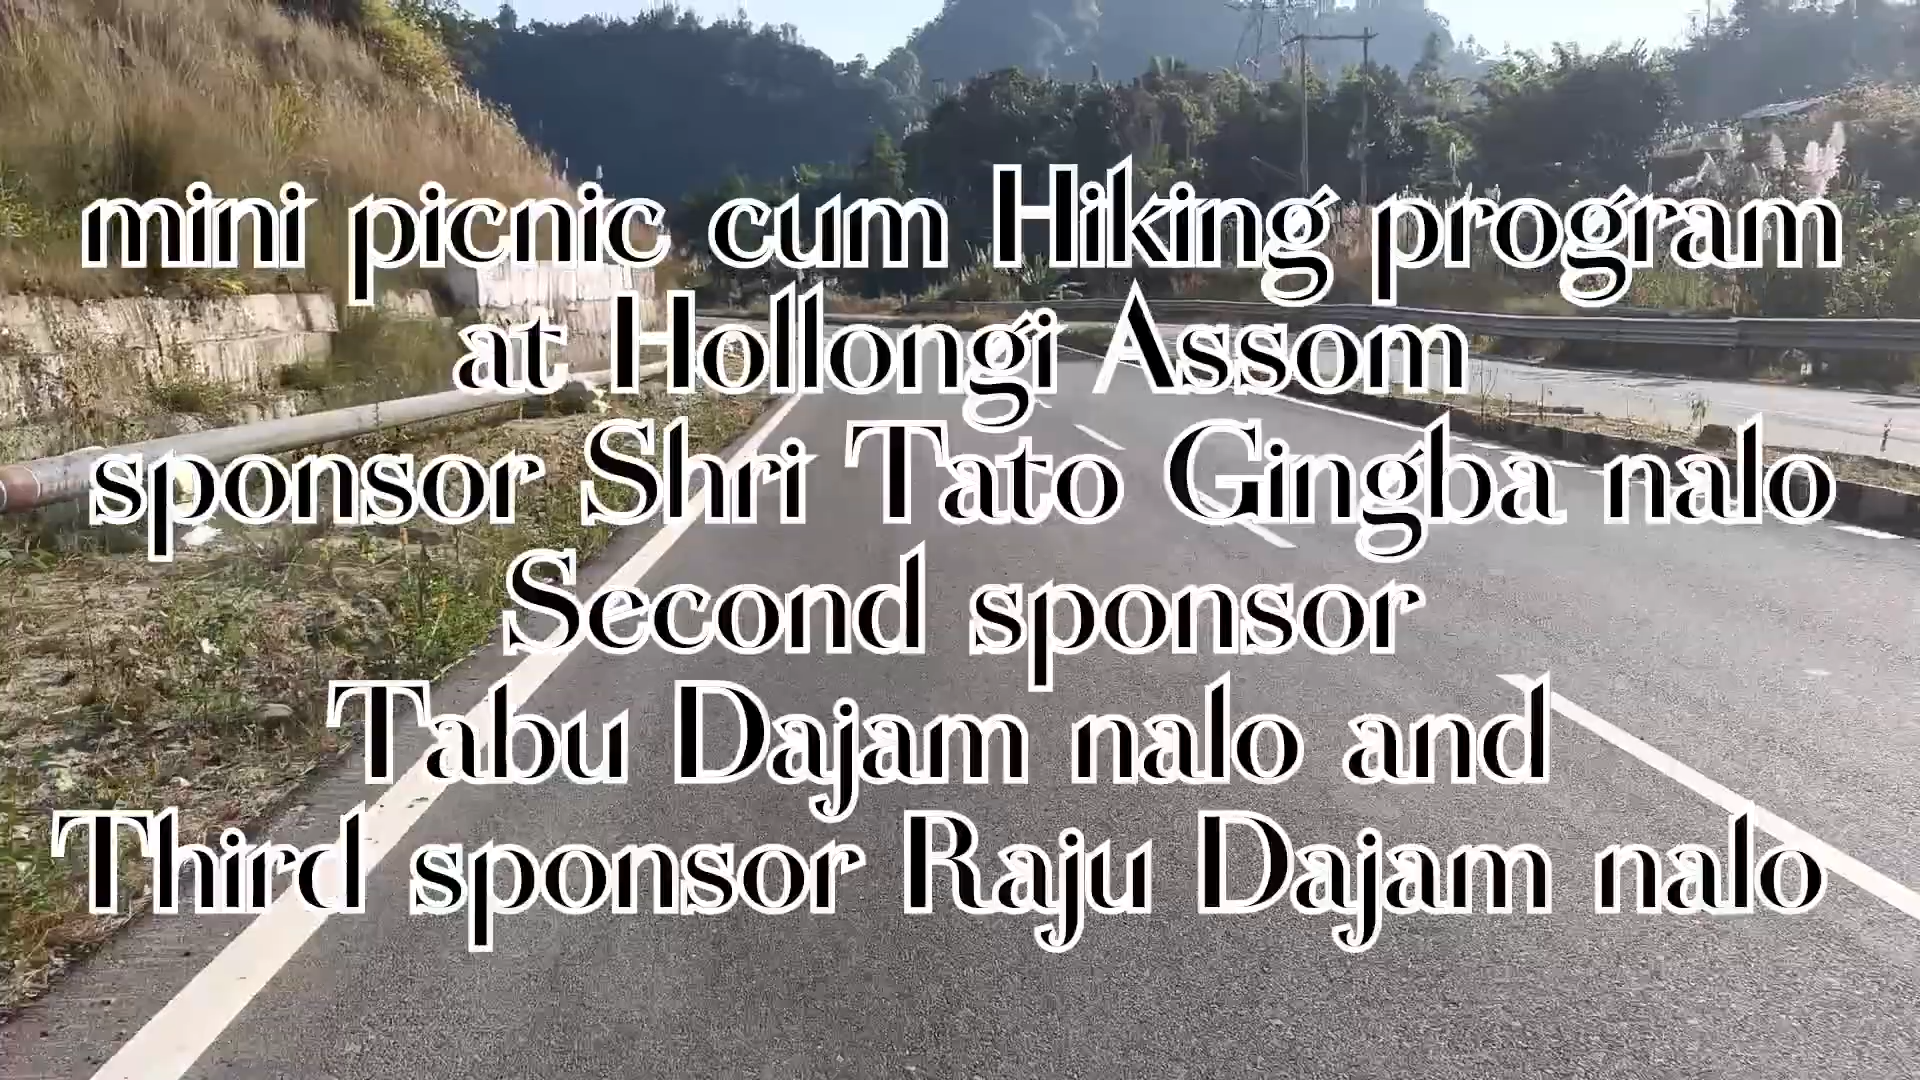 mini picnic cum Hiking program
at Hollongi Assom
sponsor Shri Tato Gingba nalo
Second sponsor
Tabu Dajam nalo and
Third sponsor Raju Dajam nalo